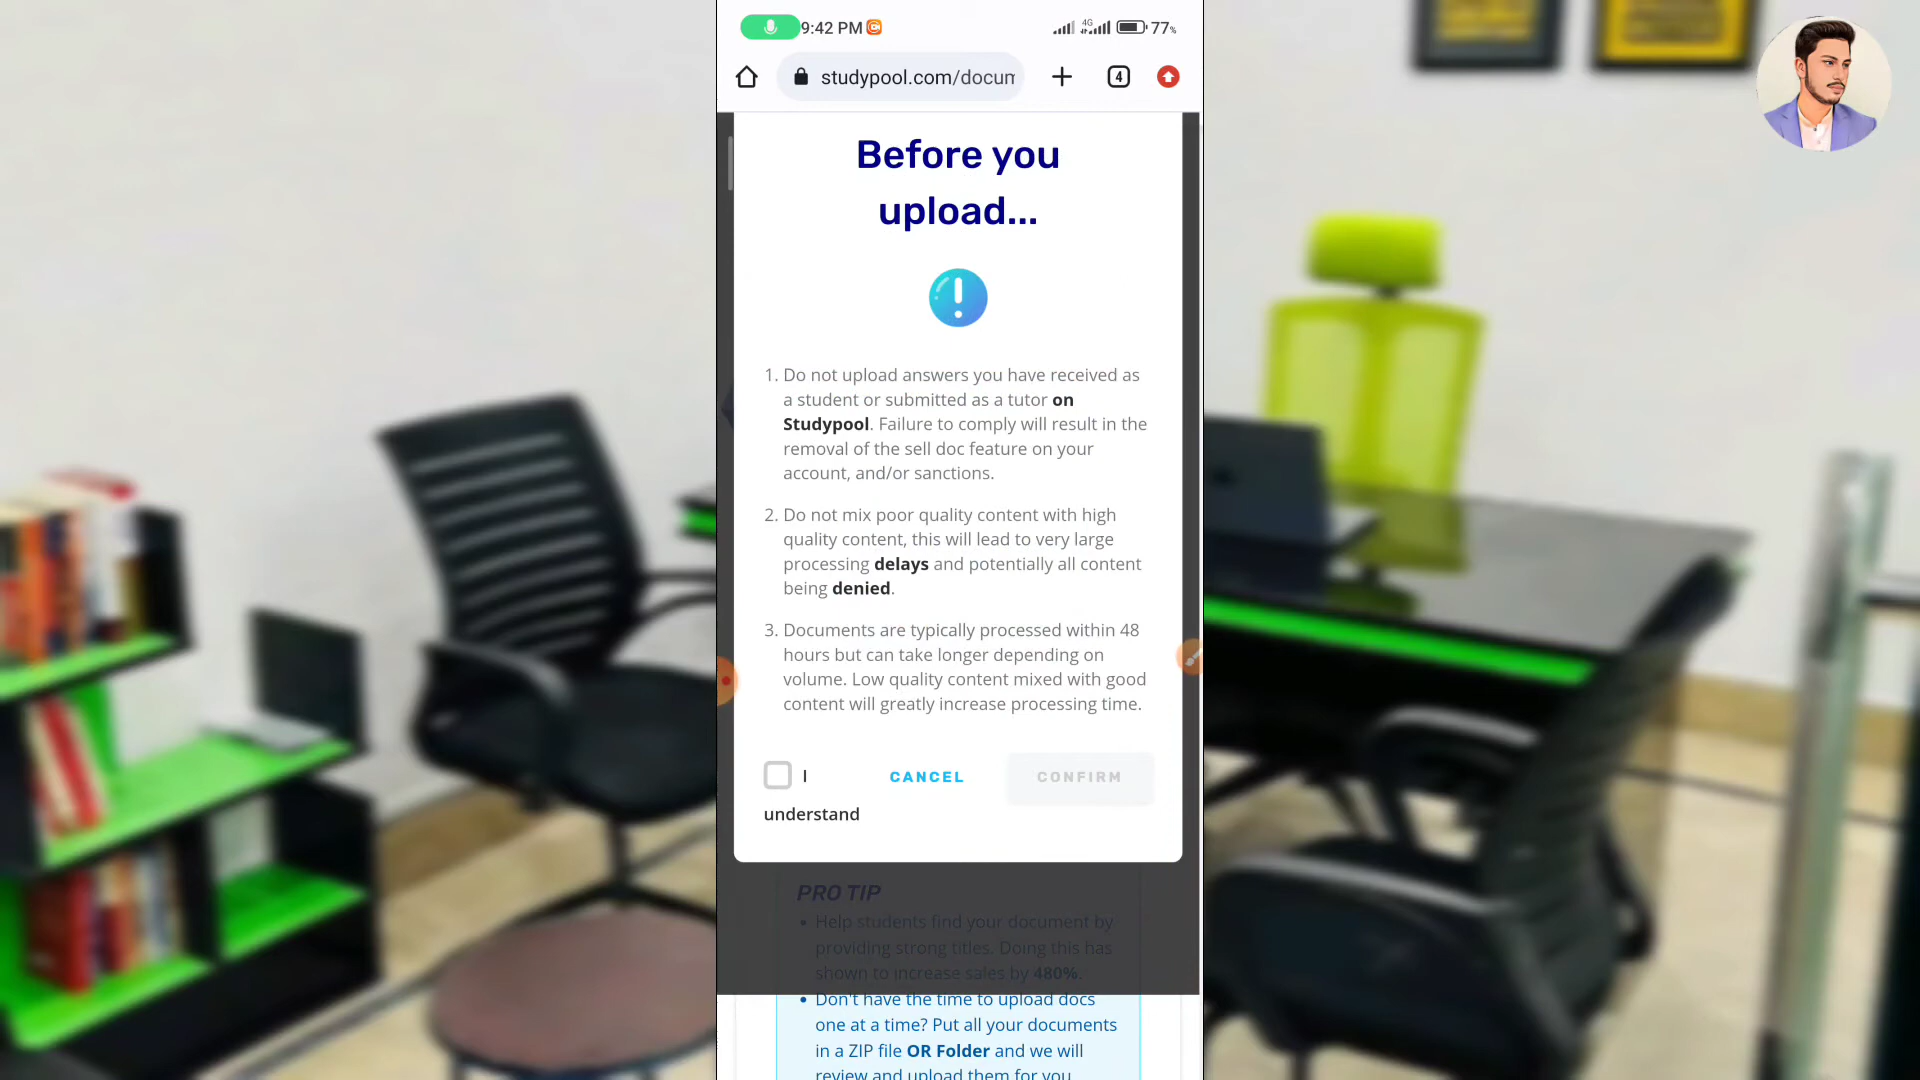 9:42 PM
4G
77%
studypool.com/docum
4
Before you
upload...
1. Do not upload answers you have received as
a student or submitted as a tutor on
Studypool. Failure to comply will result in the
removal of the sell doc feature on your
account, and/or sanctions.
2. Do not mix poor quality content with high
quality content, this will lead to very large
processing delays and potentially all content
being denied.
3. Documents are typically processed within 48
hours but can take longer depending on
volume. Low quality content mixed with good
content will greatly increase processing time.
I
understand
CANCEL
CONFIRM
PRO TIP
• Help students find your document by
providing strong titles. Doing this has
shown to increase sales by 480%.
• Don't have the time to upload docs
one at a time? Put all your documents
in a ZIP file OR Folder and we will
review and upload them for you